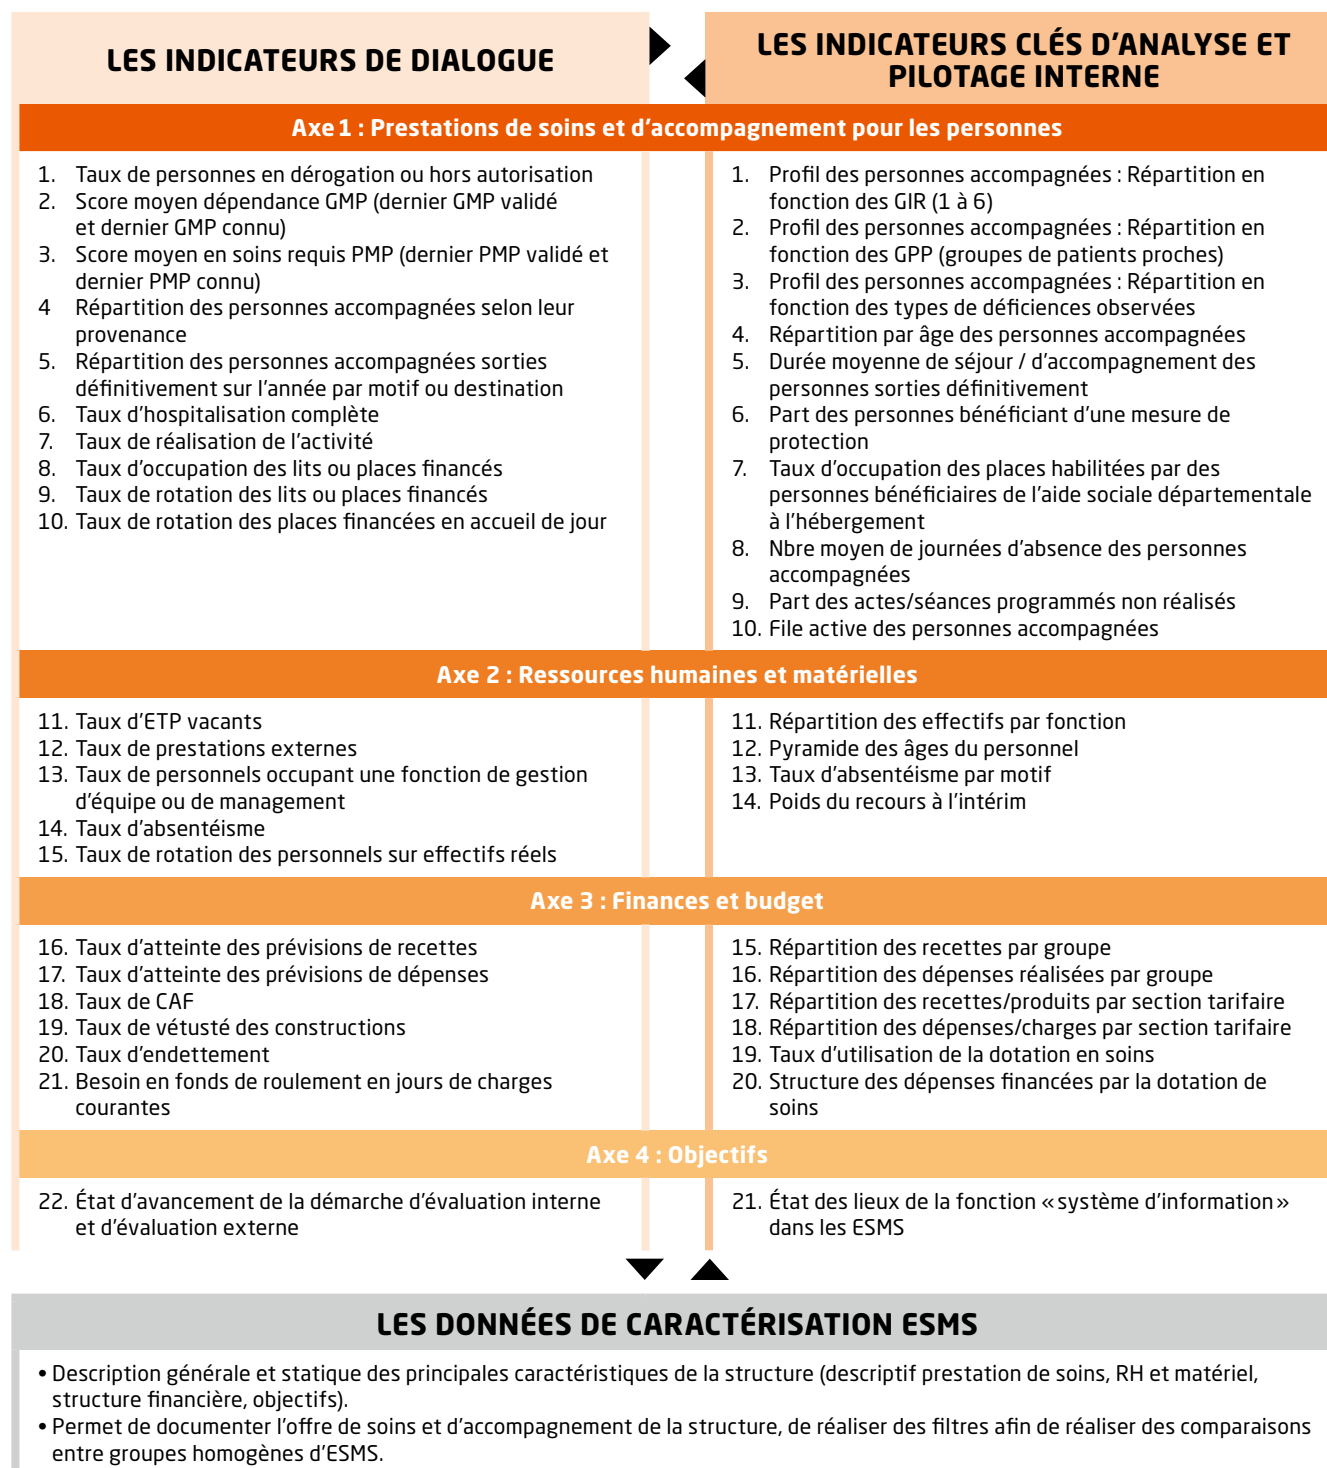 LES INDICATEURS DE DIALOGUE
LES INDICATEURS CLÉS D'ANALYSE ET
PILOTAGE INTERNE
Axe 1 : Prestations de soins et d'accompagnement pour les personnes
1. Taux de personnes en dérogation ou hors autorisation
2. Score moyen dépendance GMP (dernier GMP validé
et dernier GMP connu)
3. Score moyen en soins requis PMP (dernier PMP validé et
dernier PMP connu)
4 Répartition des personnes accompagnées selon leur
provenance
5. Répartition des personnes accompagnées sorties
définitivement sur l'année par motif ou destination
6. Taux d'hospitalisation complète
7. Taux de réalisation de l'activité
8. Taux d'occupation des lits ou places financés
9. Taux de rotation des lits ou places financés
10. Taux de rotation des places financées en accueil de jour
1. Profil des personnes accompagnées : Répartition en
fonction des GIR (1 à 6)
2. Profil des personnes accompagnées : Répartition en
fonction des GPP (groupes de patients proches)
3. Profil des personnes accompagnées : Répartition en
fonction des types de déficiences observées
4. Répartition par âge des personnes accompagnées
5. Durée moyenne de séjour / d'accompagnement des
personnes sorties définitivement
6. Part des personnes bénéficiant d'une mesure de
protection
7. Taux d'occupation des places habilitées par des
personnes bénéficiaires de l'aide sociale départementale
à l'hébergement
8. Nbre moyen de journées d'absence des personnes
accompagnées
9. Part des actes/séances programmés non réalisés
10. File active des personnes accompagnées
Axe 2 : Ressources humaines et matérielles
11. Taux d'ETP vacants
12. Taux de prestations externes
13. Taux de personnels occupant une fonction de gestion
d'équipe ou de management
14. Taux d'absentéisme
15. Taux de rotation des personnels sur effectifs réels
11. Répartition des effectifs par fonction
12. Pyramide des âges du personnel
13. Taux d'absentéisme par motif
14. Poids du recours à l'intérim
Axe 3 : Finances et budget
16. Taux d'atteinte des prévisions de recettes
17. Taux d'atteinte des prévisions de dépenses
18. Taux de CAF
19. Taux de vétusté des constructions
20. Taux d'endettement
21. Besoin en fonds de roulement en jours de charges
courantes
15. Répartition des recettes par groupe
16. Répartition des dépenses réalisées par groupe
17. Répartition des recettes/produits par section tarifaire
18. Répartition des dépenses/charges par section tarifaire
19. Taux d'utilisation de la dotation en soins
20. Structure des dépenses financées par la dotation de
soins
Axe 4 : Objectifs
22. État d'avancement de la démarche d'évaluation interne
et d'évaluation externe
21. État des lieux de la fonction « système d'information »
dans les ESMS
LES DONNÉES DE CARACTÉRISATION ESMS
• Description générale et statique des principales caractéristiques de la structure (descriptif prestation de soins, RH et matériel,
structure financière, objectifs).
• Permet de documenter l'offre de soins et d'accompagnement de la structure, de réaliser des filtres afin de réaliser des comparaisons
entre groupes homogènes d'ESMS.